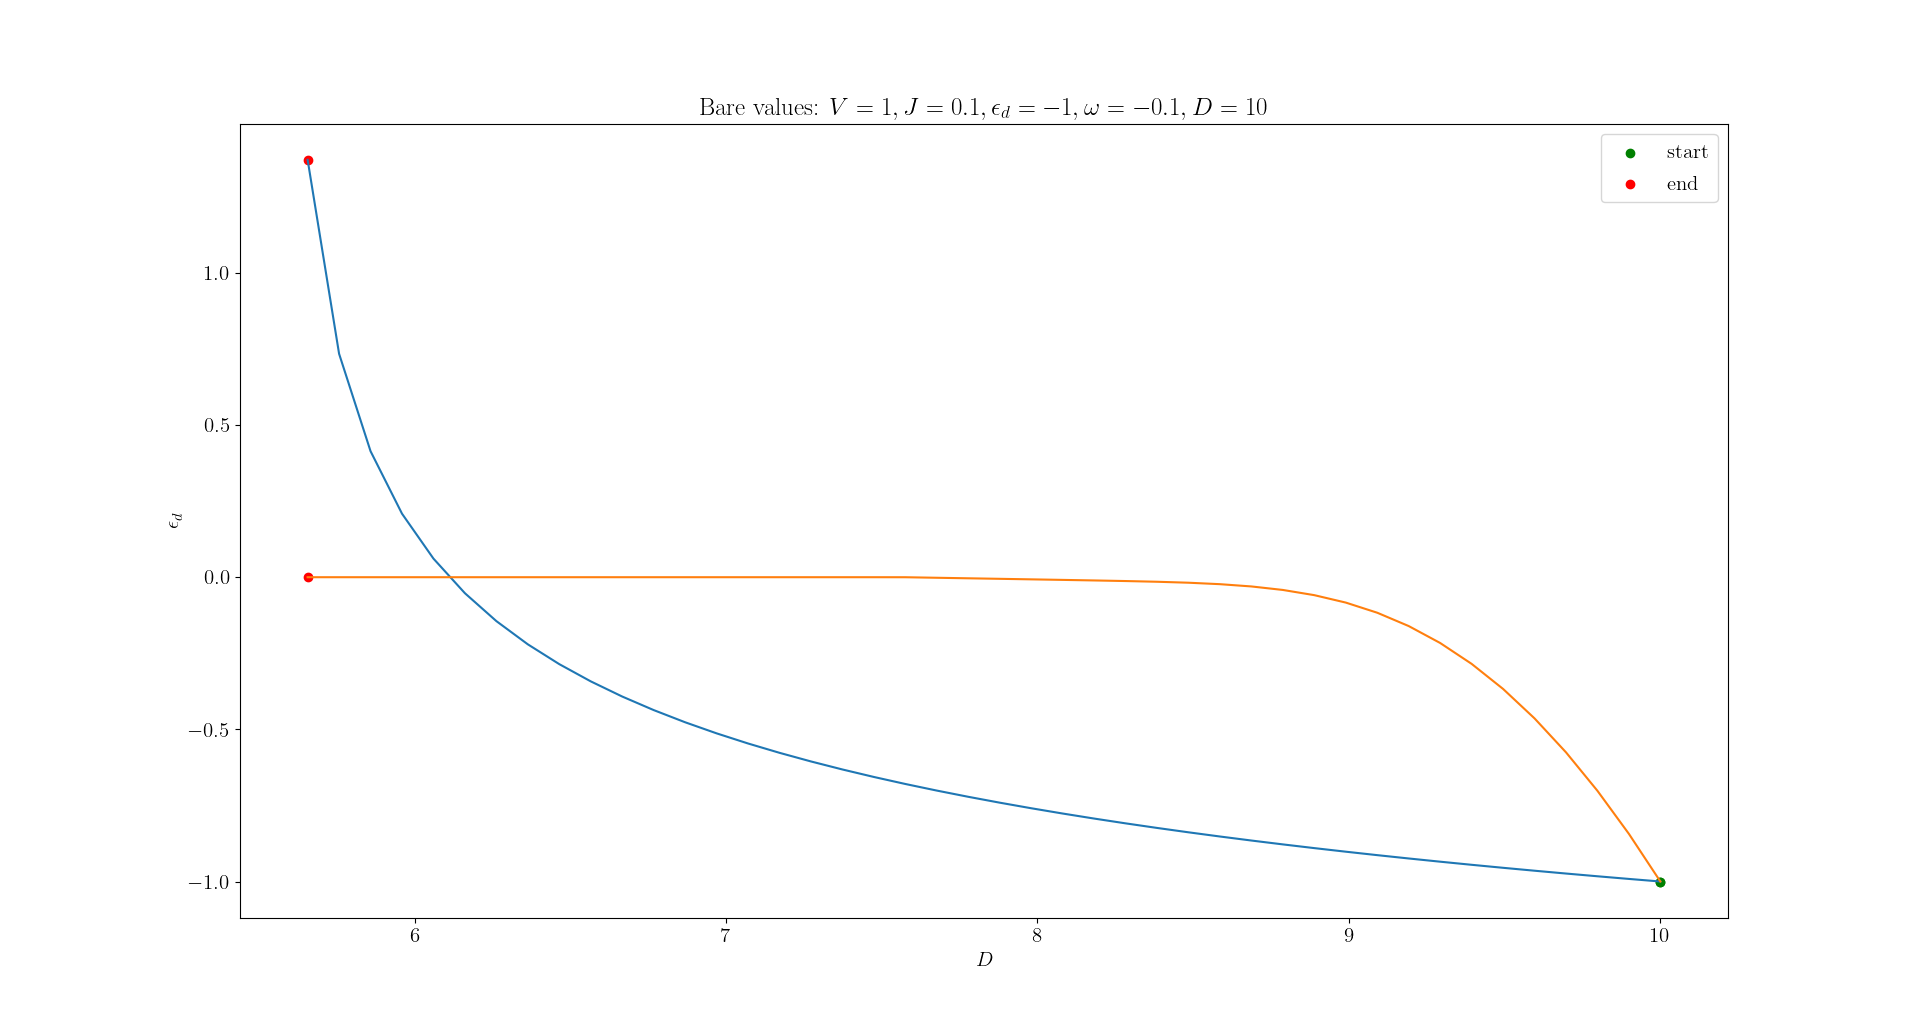 Bare values: V = 1, J = 0.1, ϵ_d = −1, ω = −0.1, D = 10
start
end
1.0
0.5
0.0
−0.5
−1.0
ϵ_d
6
7
8
9
10
D